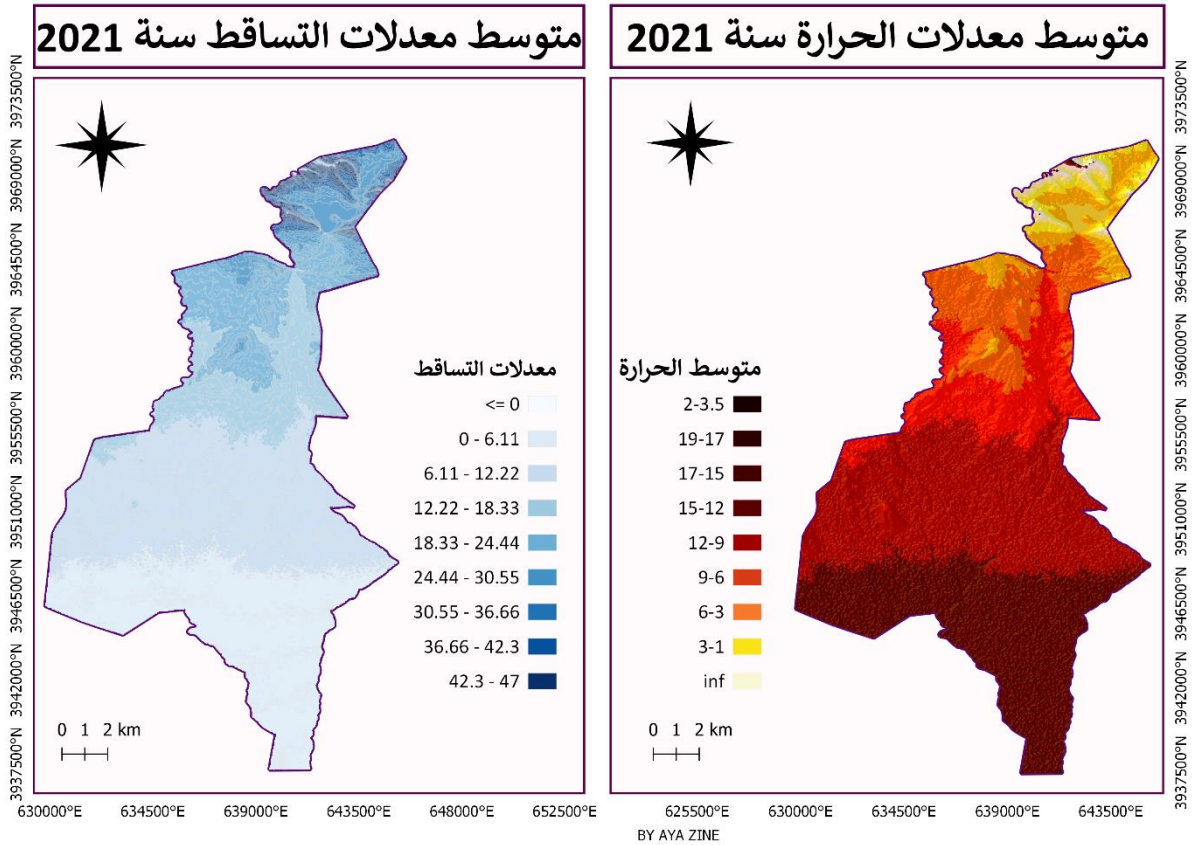 متوسط معدلات التساقط سنة 2021
3973500°N
3969000°N
3964500°N
3960000°N
3955500°N
3951000°N
3946500°N
3942000°N
3937500°N
معدلات التساقط
<= 0
0 - 6.11
6.11 - 12.22
12.22 - 18.33
18.33 - 24.44
24.44 - 30.55
30.55 - 36.66
36.66 - 42.3
42.3 - 47
0 1 2 km
630000°E 634500°E 639000°E 643500°E 648000°E 652500°E
متوسط معدلات الحرارة سنة 2021
متوسط الحرارة
2-3.5
19-17
17-15
15-12
12-9
9-6
6-3
3-1
inf
0 1 2 km
3973500°N
3969000°N
3964500°N
3960000°N
3955500°N
3951000°N
3946500°N
3942000°N
3937500°N
625500°E 630000°E 634500°E 639000°E 643500°E
BY AYA ZINE